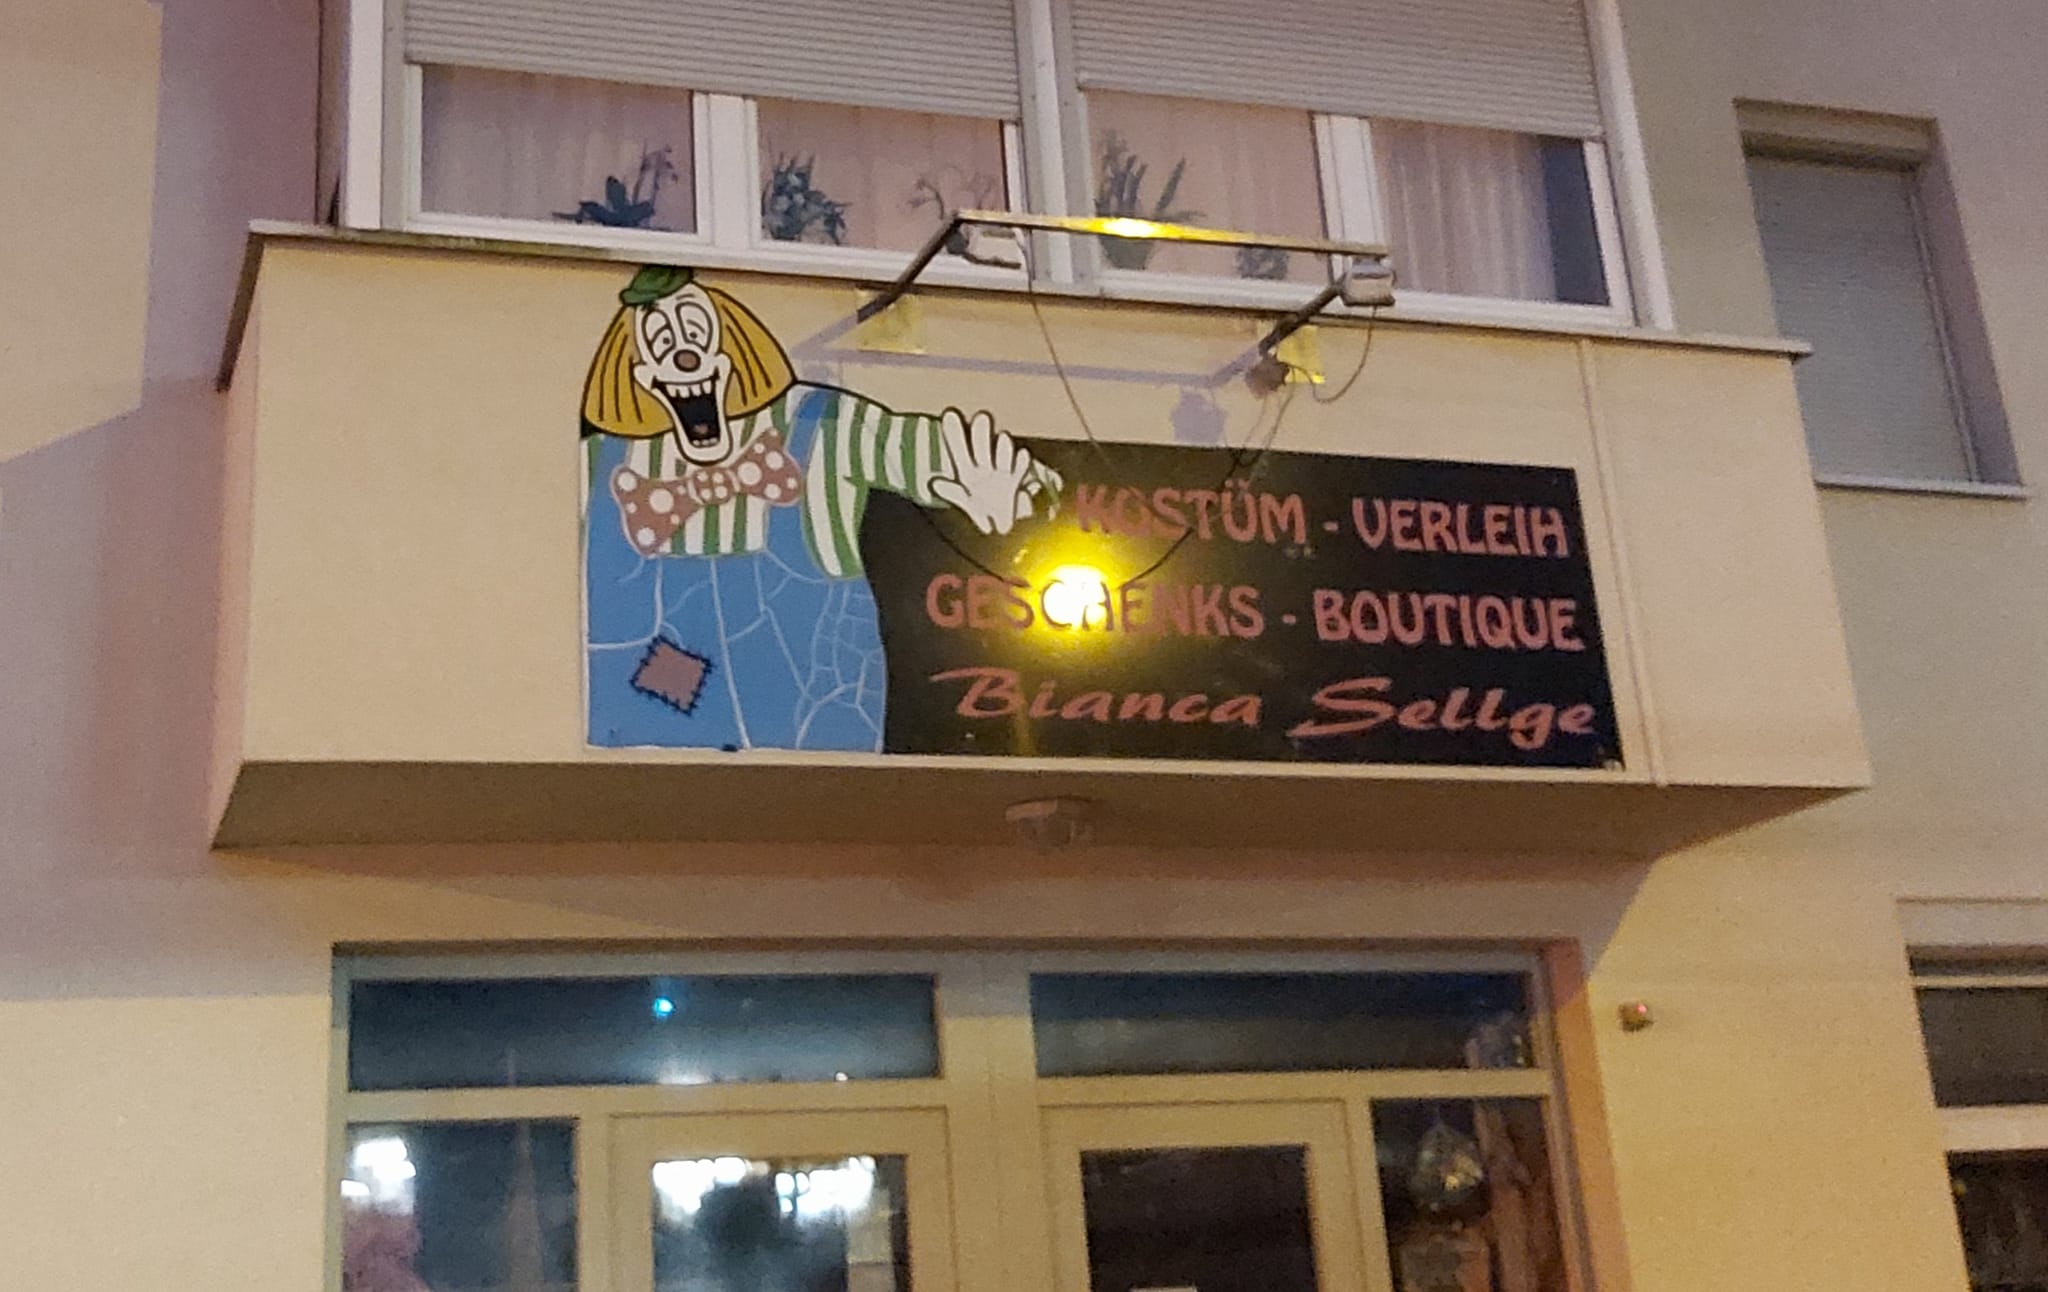 KOSTÜM - VERLEIH
GESCHENKS - BOUTIQUE
Bianca Sellge